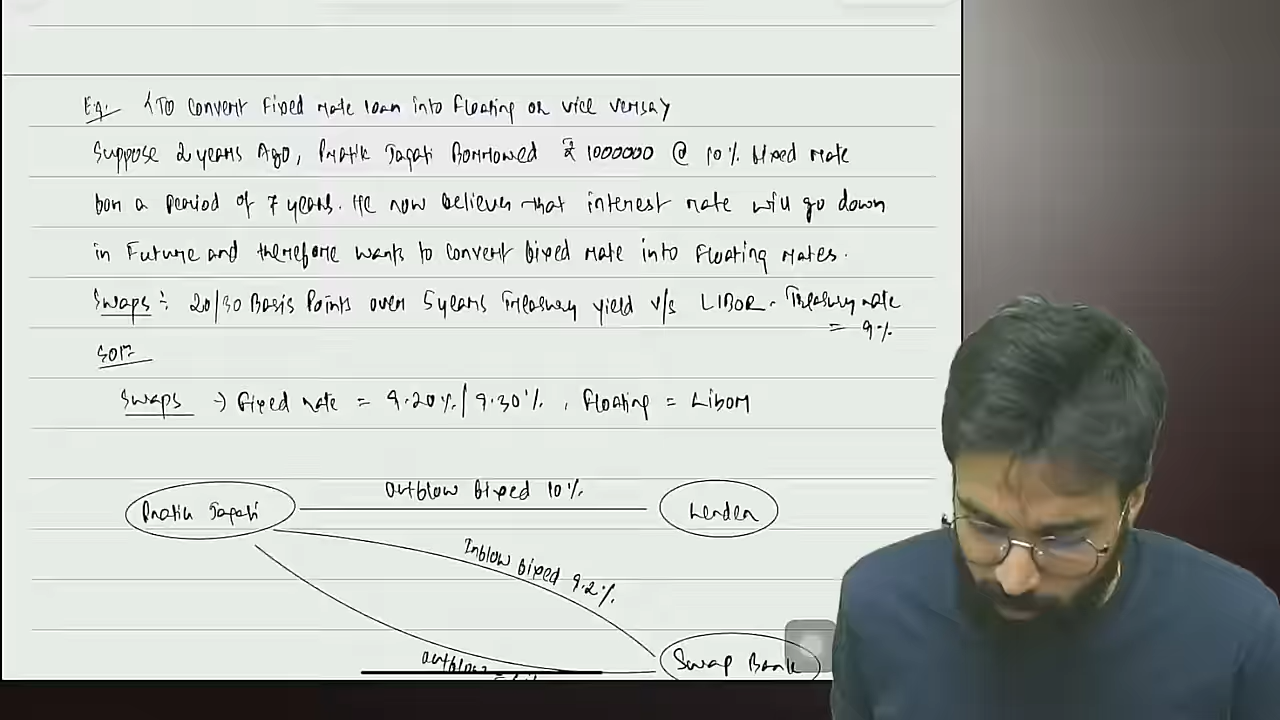 Eg. <To convert fixed rate loan into floating or vice versa>
Suppose 2 years Ago, Pratik Jagati Borrowed ₹ 1000000 @ 10% fixed rate
for a period of 7 years. He now believes that interest rate will go down
in Future and therefore wants to convert fixed rate into Floating rates.
Swaps :- 20/30 Basis Points over 5 years Treasury yield v/s LIBOR. Treasury rate
= 9%
Soln
Swaps → Fixed rate = 9.20% / 9.30%, Floating = Libor
Outflow fixed 10%
Pratik Jagati
Lender
Inflow fixed 9.2%
Swap Bank
Outflow